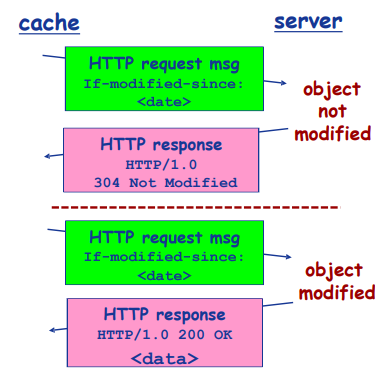 cache
server
HTTP request msg
If-modified-since:
<date>
object
not
modified
HTTP response
HTTP/1.0
304 Not Modified
HTTP request msg
If-modified-since:
<date>
object
modified
HTTP response
HTTP/1.0 200 OK
<data>